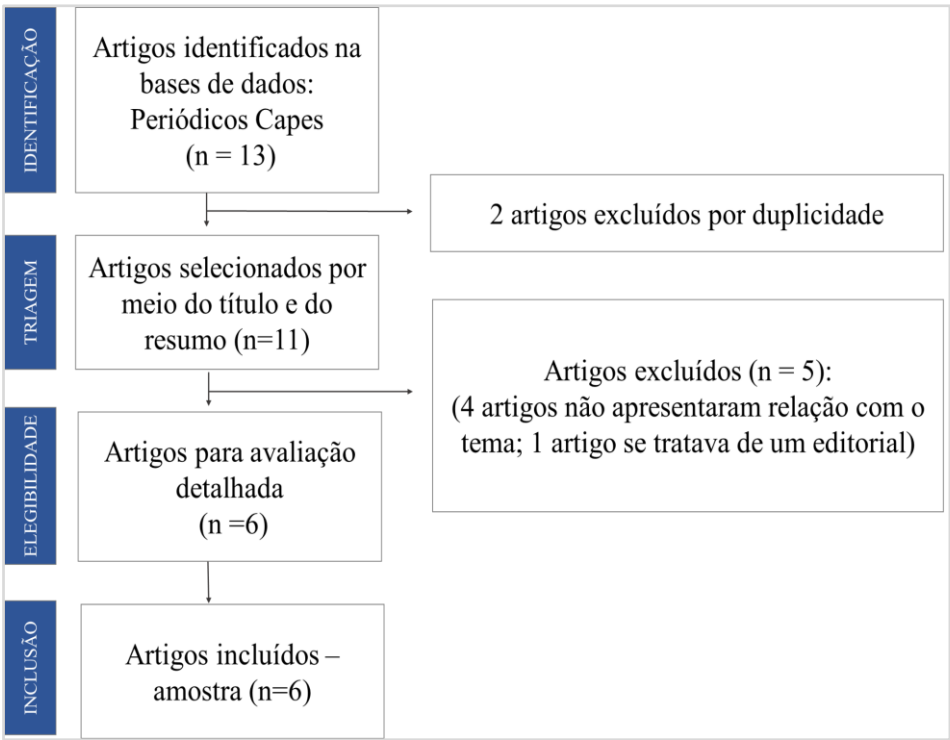 IDENTIFICAÇÃO
Artigos identificados na
bases de dados:
Periódicos Capes
(n = 13)
2 artigos excluídos por duplicidade
TRIAGEM
Artigos selecionados por
meio do título e do
resumo (n=11)
Artigos excluídos (n = 5):
(4 artigos não apresentaram relação com o
tema; 1 artigo se tratava de um editorial)
ELEGIBILIDADE
Artigos para avaliação
detalhada
(n =6)
INCLUSÃO
Artigos incluídos –
amostra (n=6)